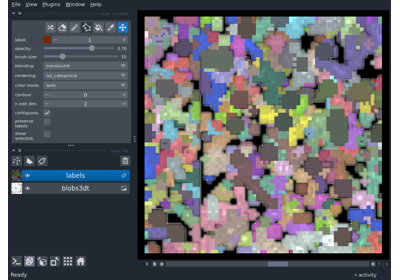 File View Plugins Window Help
label: 1
opacity: 0.70
brush size: 10
blending: translucent
rendering: iso_categorical
color mode: auto
contour: 0
n edit dim: 2
contiguous:
preserve
labels:
show
selected:
labels
blobs3dt
Ready
activity